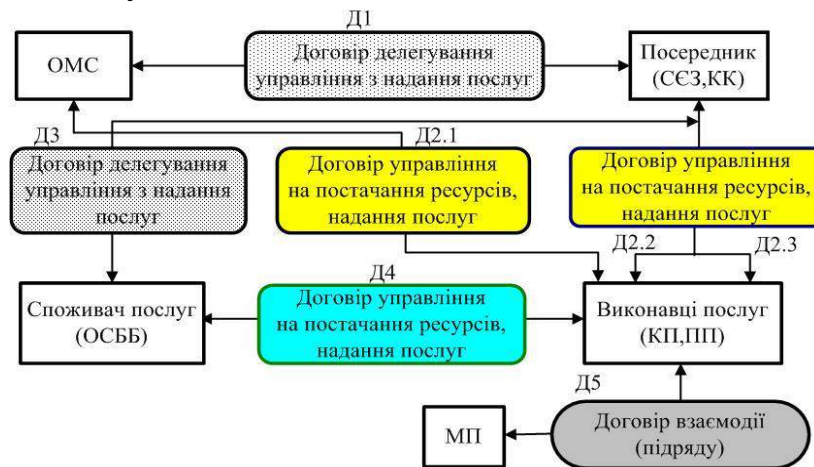 Д1
ОМС
Договір делегування
управління з надання послуг
Посередник
(СЄЗ,КК)
Д3
Д2.1
Договір делегування
управління з надання
послуг
Договір управління
на постачання ресурсів,
надання послуг
Договір управління
на постачання ресурсів,
надання послуг
Д2.2
Д2.3
Д4
Споживач послуг
(ОСББ)
Договір управління
на постачання ресурсів,
надання послуг
Виконавці послуг
(КП,ПП)
Д5
МП
Договір взаємодії
(підряду)